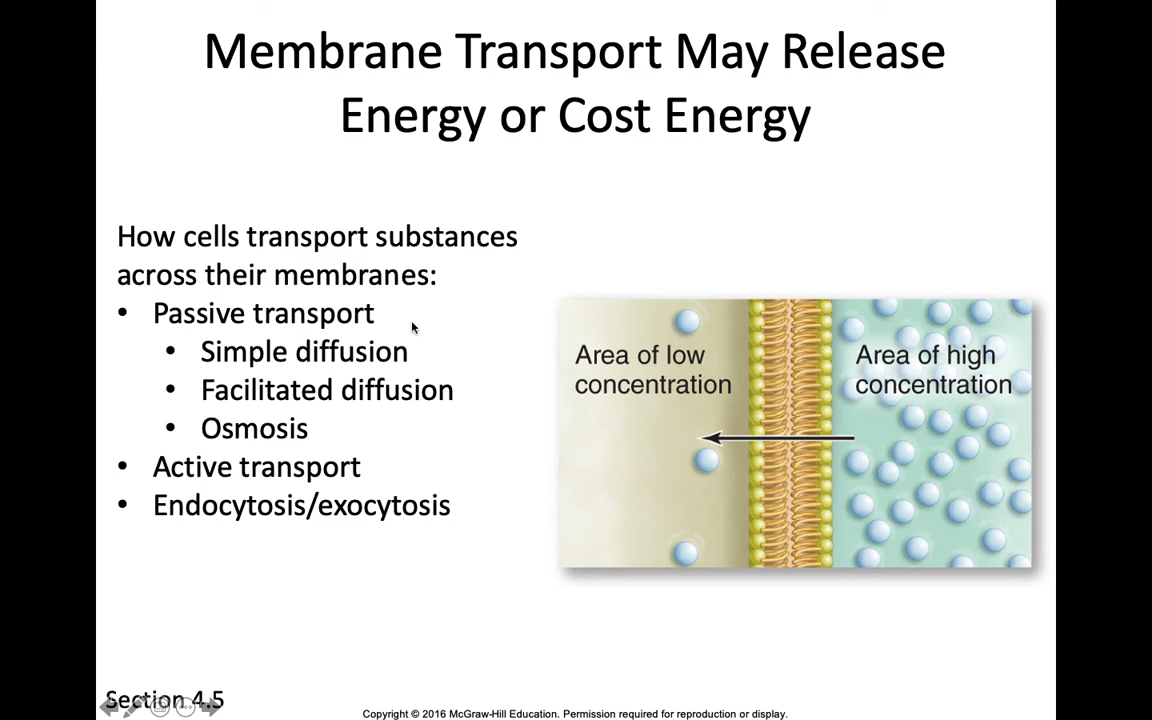 Membrane Transport May Release
Energy or Cost Energy
How cells transport substances
across their membranes:
• Passive transport
• Simple diffusion
• Facilitated diffusion
• Osmosis
• Active transport
• Endocytosis/exocytosis
Area of low
concentration
Area of high
concentration
Section 4.5
Copyright © 2016 McGraw-Hill Education. Permission required for reproduction or display.